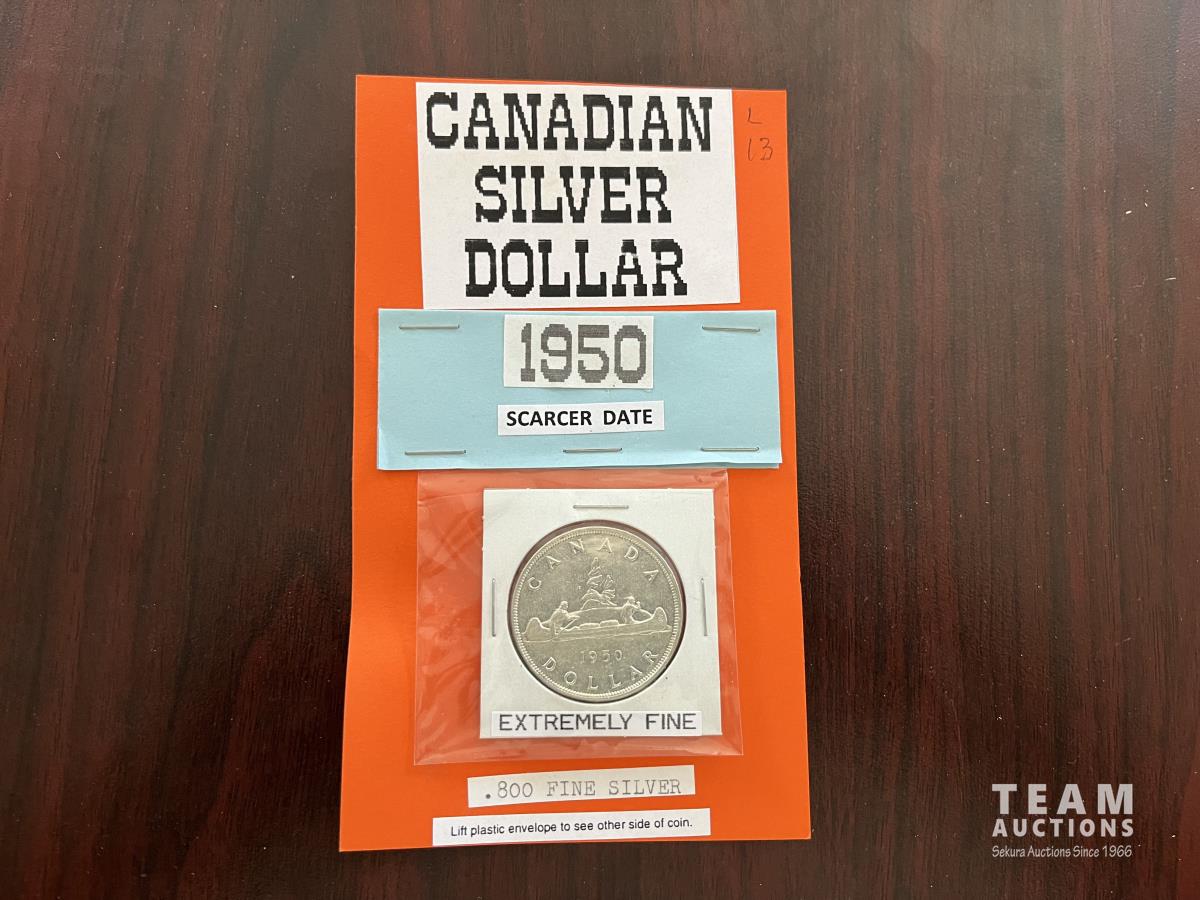 CANADIAN
SILVER
DOLLAR
L
13
1950
SCARCER DATE
CANADA
1950
DOLLAR
EXTREMELY FINE
.800 FINE SILVER
Lift plastic envelope to see other side of coin.
TEAM
AUCTIONS
Sekura Auctions Since 1966